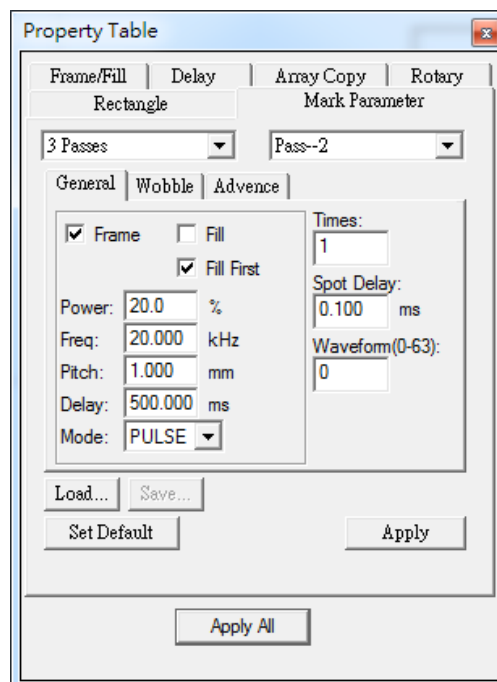 Property Table
Frame/Fill Delay Array Copy Rotary
Rectangle Mark Parameter
3 Passes Pass--2
General Wobble Advence
Frame Fill Times:
1
Fill First
Spot Delay:
Power: 20.0 % 0.100 ms
Freq: 20.000 kHz Waveform(0-63):
Pitch: 1.000 mm 0
Delay: 500.000 ms
Mode: PULSE
Load... Save...
Set Default Apply
Apply All